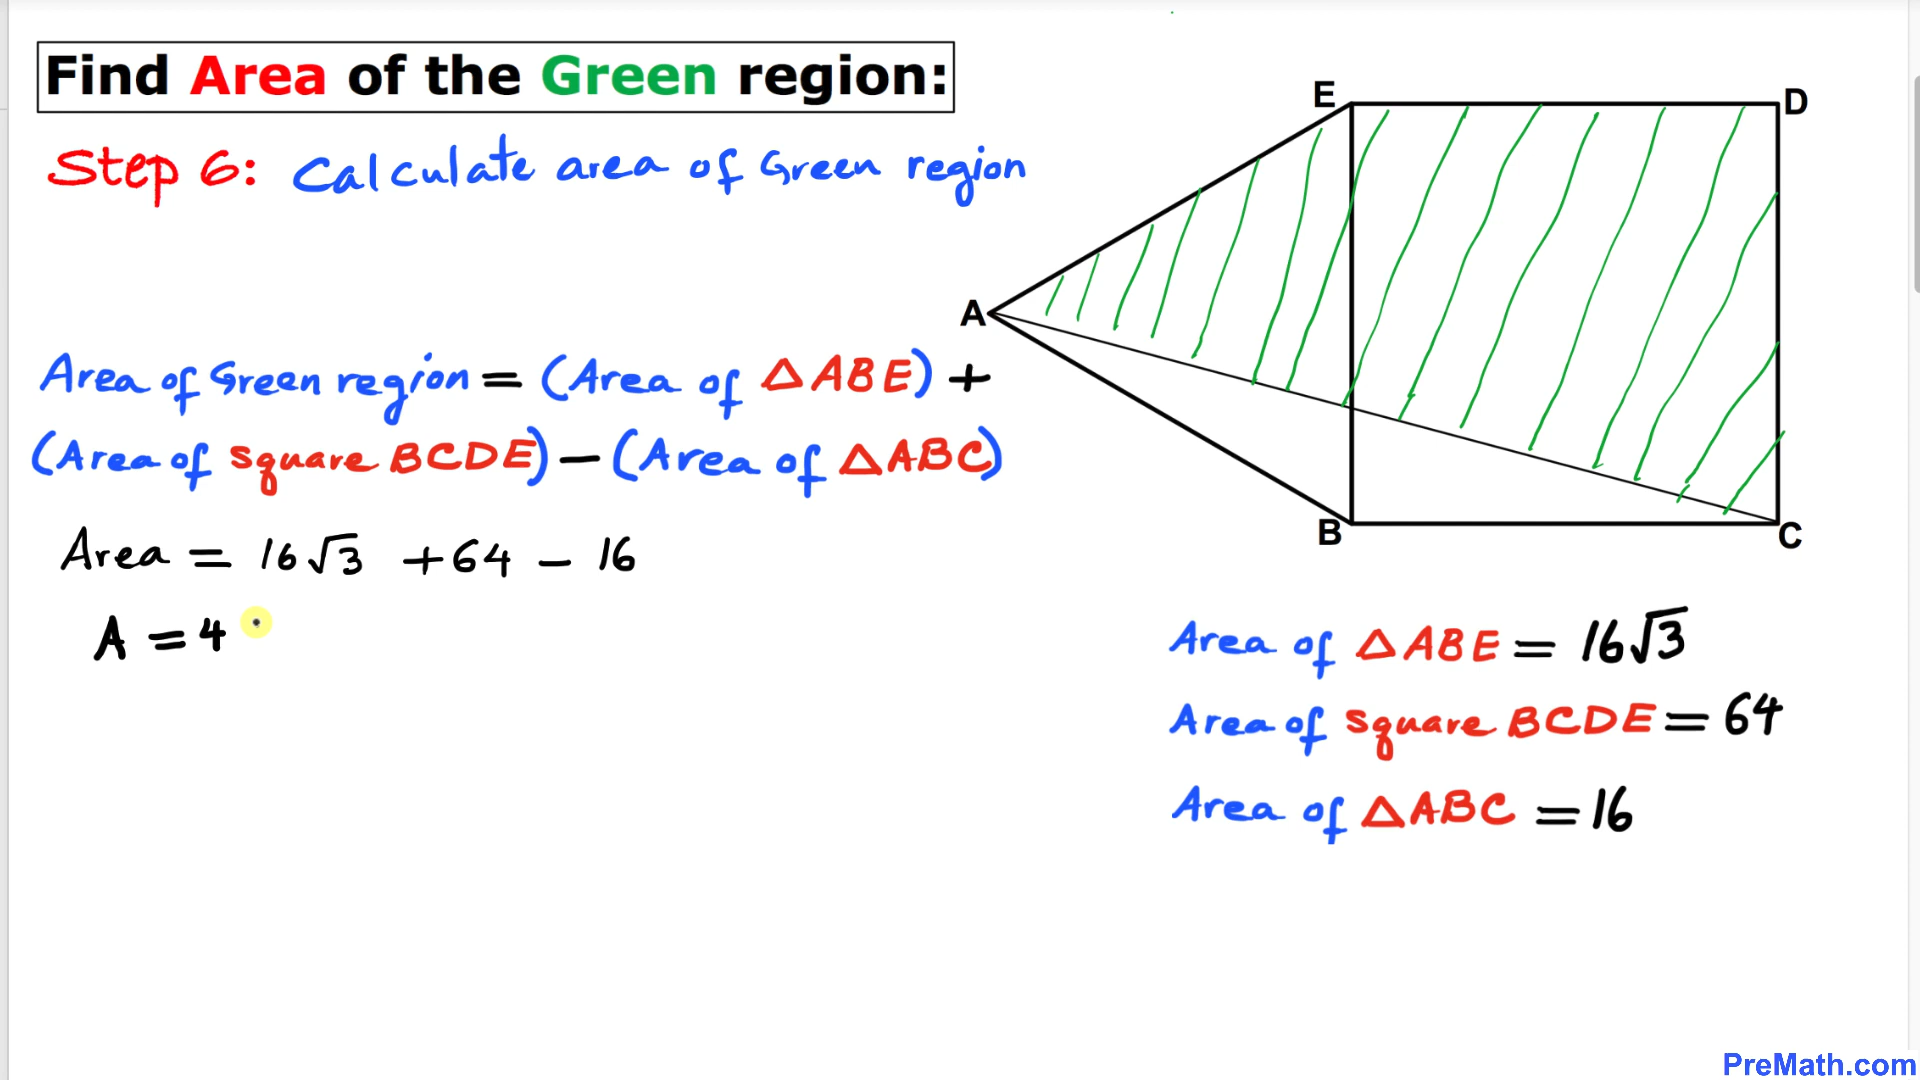 Find Area of the Green region:
Step 6: Calculate area of Green region
E
D
A
Area of Green region = (Area of △ABE) +
(Area of square BCDE) − (Area of △ABC)
B
C
Area = 16√3 + 64 − 16
A = 4
Area of △ABE = 16√3
Area of square BCDE = 64
Area of △ABC = 16
PreMath.com